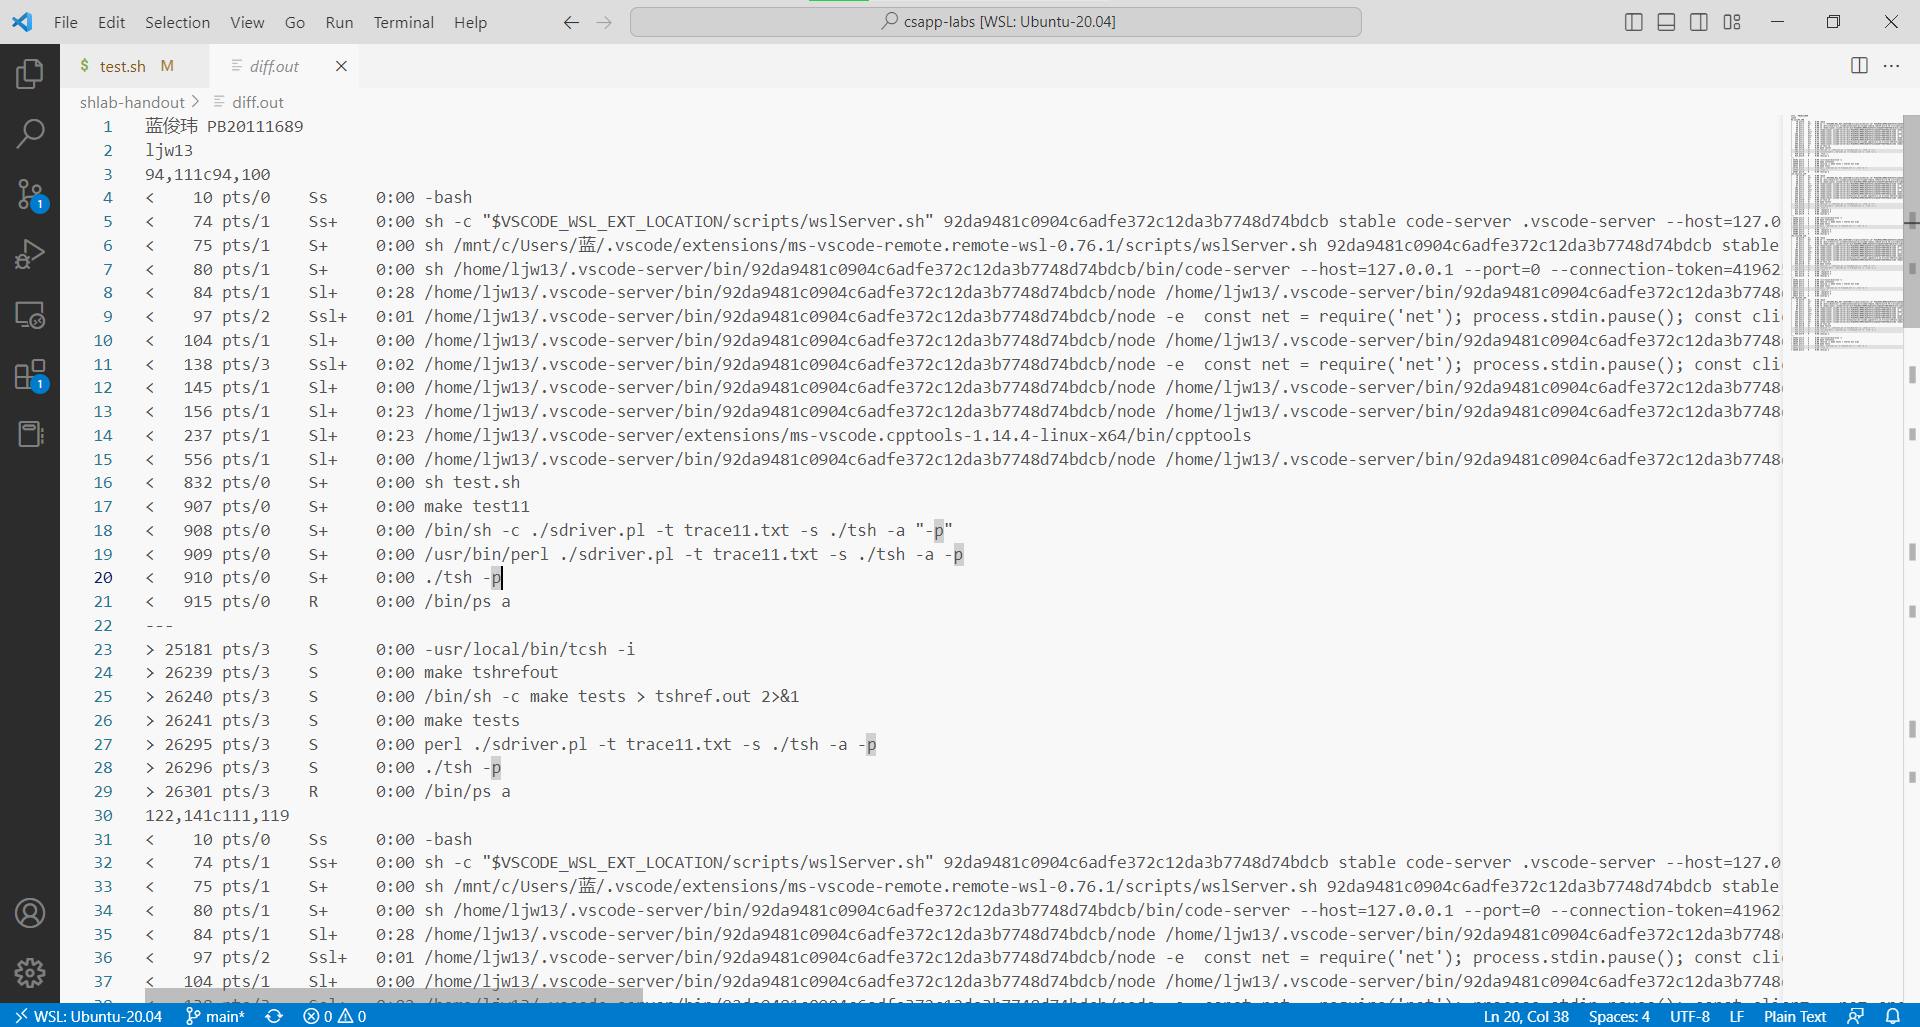 File Edit Selection View Go Run Terminal Help
csapp-labs [WSL: Ubuntu-20.04]
$ test.sh M
diff.out
shlab-handout > diff.out
1 蓝俊玮 PB20111689
2 ljw13
3 94,111c94,100
4 < 10 pts/0 Ss 0:00 -bash
5 < 74 pts/1 Ss+ 0:00 sh -c "$VSCODE_WSL_EXT_LOCATION/scripts/wslServer.sh" 92da9481c0904c6adfe372c12da3b7748d74bdcb stable code-server .vscode-server --host=127.0
6 < 75 pts/1 S+ 0:00 sh /mnt/c/Users/蓝/.vscode/extensions/ms-vscode-remote.remote-wsl-0.76.1/scripts/wslServer.sh 92da9481c0904c6adfe372c12da3b7748d74bdcb stable
7 < 80 pts/1 S+ 0:00 sh /home/ljw13/.vscode-server/bin/92da9481c0904c6adfe372c12da3b7748d74bdcb/bin/code-server --host=127.0.0.1 --port=0 --connection-token=41962
8 < 84 pts/1 Sl+ 0:28 /home/ljw13/.vscode-server/bin/92da9481c0904c6adfe372c12da3b7748d74bdcb/node /home/ljw13/.vscode-server/bin/92da9481c0904c6adfe372c12da3b7748
9 < 97 pts/2 Ssl+ 0:01 /home/ljw13/.vscode-server/bin/92da9481c0904c6adfe372c12da3b7748d74bdcb/node -e const net = require('net'); process.stdin.pause(); const cli
10 < 104 pts/1 Sl+ 0:00 /home/ljw13/.vscode-server/bin/92da9481c0904c6adfe372c12da3b7748d74bdcb/node /home/ljw13/.vscode-server/bin/92da9481c0904c6adfe372c12da3b7748
11 < 138 pts/3 Ssl+ 0:02 /home/ljw13/.vscode-server/bin/92da9481c0904c6adfe372c12da3b7748d74bdcb/node -e const net = require('net'); process.stdin.pause(); const cli
12 < 145 pts/1 Sl+ 0:00 /home/ljw13/.vscode-server/bin/92da9481c0904c6adfe372c12da3b7748d74bdcb/node /home/ljw13/.vscode-server/bin/92da9481c0904c6adfe372c12da3b7748
13 < 156 pts/1 Sl+ 0:23 /home/ljw13/.vscode-server/bin/92da9481c0904c6adfe372c12da3b7748d74bdcb/node /home/ljw13/.vscode-server/bin/92da9481c0904c6adfe372c12da3b7748
14 < 237 pts/1 Sl+ 0:23 /home/ljw13/.vscode-server/extensions/ms-vscode.cpptools-1.14.4-linux-x64/bin/cpptools
15 < 556 pts/1 Sl+ 0:00 /home/ljw13/.vscode-server/bin/92da9481c0904c6adfe372c12da3b7748d74bdcb/node /home/ljw13/.vscode-server/bin/92da9481c0904c6adfe372c12da3b7748
16 < 832 pts/0 S+ 0:00 sh test.sh
17 < 907 pts/0 S+ 0:00 make test11
18 < 908 pts/0 S+ 0:00 /bin/sh -c ./sdriver.pl -t trace11.txt -s ./tsh -a "-p"
19 < 909 pts/0 S+ 0:00 /usr/bin/perl ./sdriver.pl -t trace11.txt -s ./tsh -a -p
20 < 910 pts/0 S+ 0:00 ./tsh -p
21 < 915 pts/0 R 0:00 /bin/ps a
22 ---
23 > 25181 pts/3 S 0:00 -usr/local/bin/tcsh -i
24 > 26239 pts/3 S 0:00 make tshrefout
25 > 26240 pts/3 S 0:00 /bin/sh -c make tests > tshref.out 2>&1
26 > 26241 pts/3 S 0:00 make tests
27 > 26295 pts/3 S 0:00 perl ./sdriver.pl -t trace11.txt -s ./tsh -a -p
28 > 26296 pts/3 S 0:00 ./tsh -p
29 > 26301 pts/3 R 0:00 /bin/ps a
30 122,141c111,119
31 < 10 pts/0 Ss 0:00 -bash
32 < 74 pts/1 Ss+ 0:00 sh -c "$VSCODE_WSL_EXT_LOCATION/scripts/wslServer.sh" 92da9481c0904c6adfe372c12da3b7748d74bdcb stable code-server .vscode-server --host=127.0
33 < 75 pts/1 S+ 0:00 sh /mnt/c/Users/蓝/.vscode/extensions/ms-vscode-remote.remote-wsl-0.76.1/scripts/wslServer.sh 92da9481c0904c6adfe372c12da3b7748d74bdcb stable
34 < 80 pts/1 S+ 0:00 sh /home/ljw13/.vscode-server/bin/92da9481c0904c6adfe372c12da3b7748d74bdcb/bin/code-server --host=127.0.0.1 --port=0 --connection-token=41962
35 < 84 pts/1 Sl+ 0:28 /home/ljw13/.vscode-server/bin/92da9481c0904c6adfe372c12da3b7748d74bdcb/node /home/ljw13/.vscode-server/bin/92da9481c0904c6adfe372c12da3b7748
36 < 97 pts/2 Ssl+ 0:01 /home/ljw13/.vscode-server/bin/92da9481c0904c6adfe372c12da3b7748d74bdcb/node -e const net = require('net'); process.stdin.pause(); const cli
37 < 104 pts/1 Sl+ 0:00 /home/ljw13/.vscode-server/bin/92da9481c0904c6adfe372c12da3b7748d74bdcb/node /home/ljw13/.vscode-server/bin/92da9481c0904c6adfe372c12da3b7748
1
1
WSL: Ubuntu-20.04 main* 0 0 Ln 20, Col 38 Spaces: 4 UTF-8 LF Plain Text